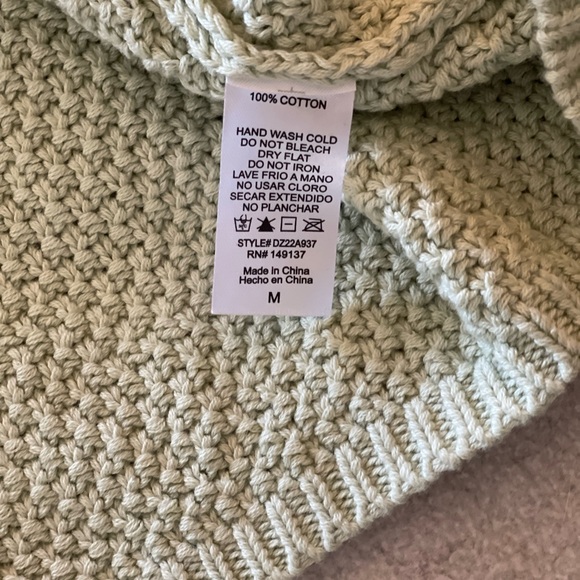 100% COTTON
HAND WASH COLD
DO NOT BLEACH
DRY FLAT
DO NOT IRON
LAVE FRIO A MANO
NO USAR CLORO
SECAR EXTENDIDO
NO PLANCHAR
STYLE# DZ22A937
RN# 149137
Made in China
Hecho en China
M